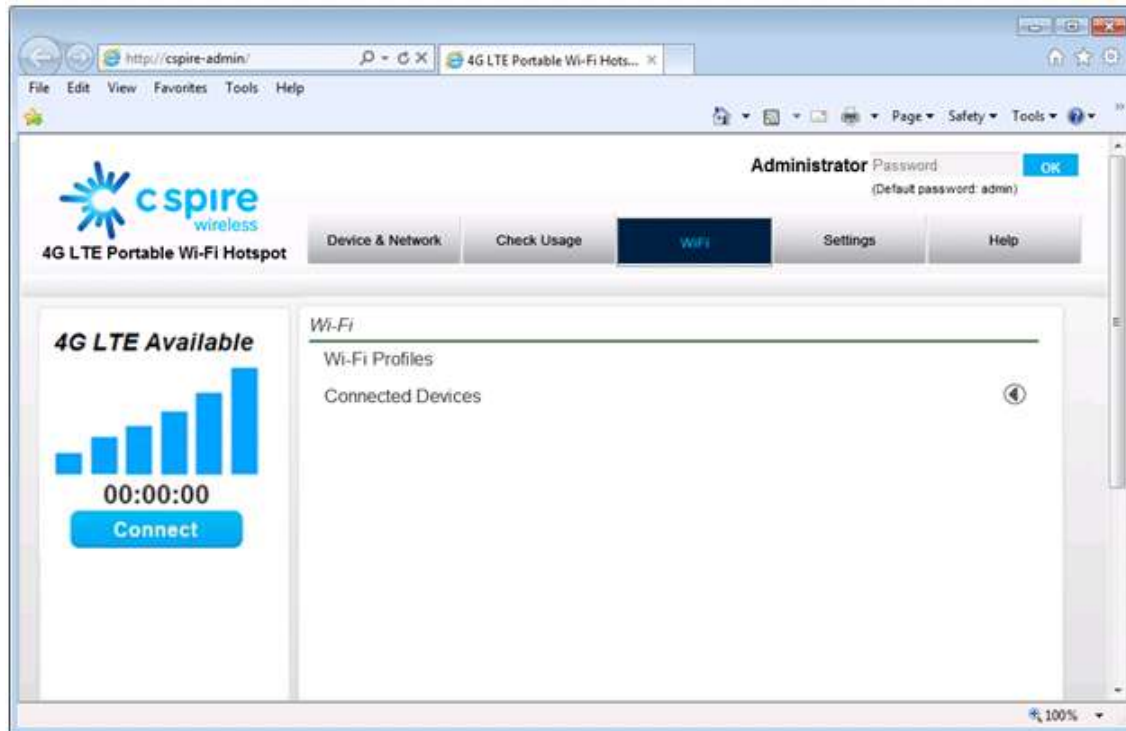 http://cspire-admin/
4G LTE Portable Wi-Fi Hots...
File Edit View Favorites Tools Help
Page Safety Tools
c spire
wireless
4G LTE Portable Wi-Fi Hotspot
Administrator Password OK
(Default password: admin)
Device & Network Check Usage WiFi Settings Help
4G LTE Available
00:00:00
Connect
Wi-Fi
Wi-Fi Profiles
Connected Devices
100%